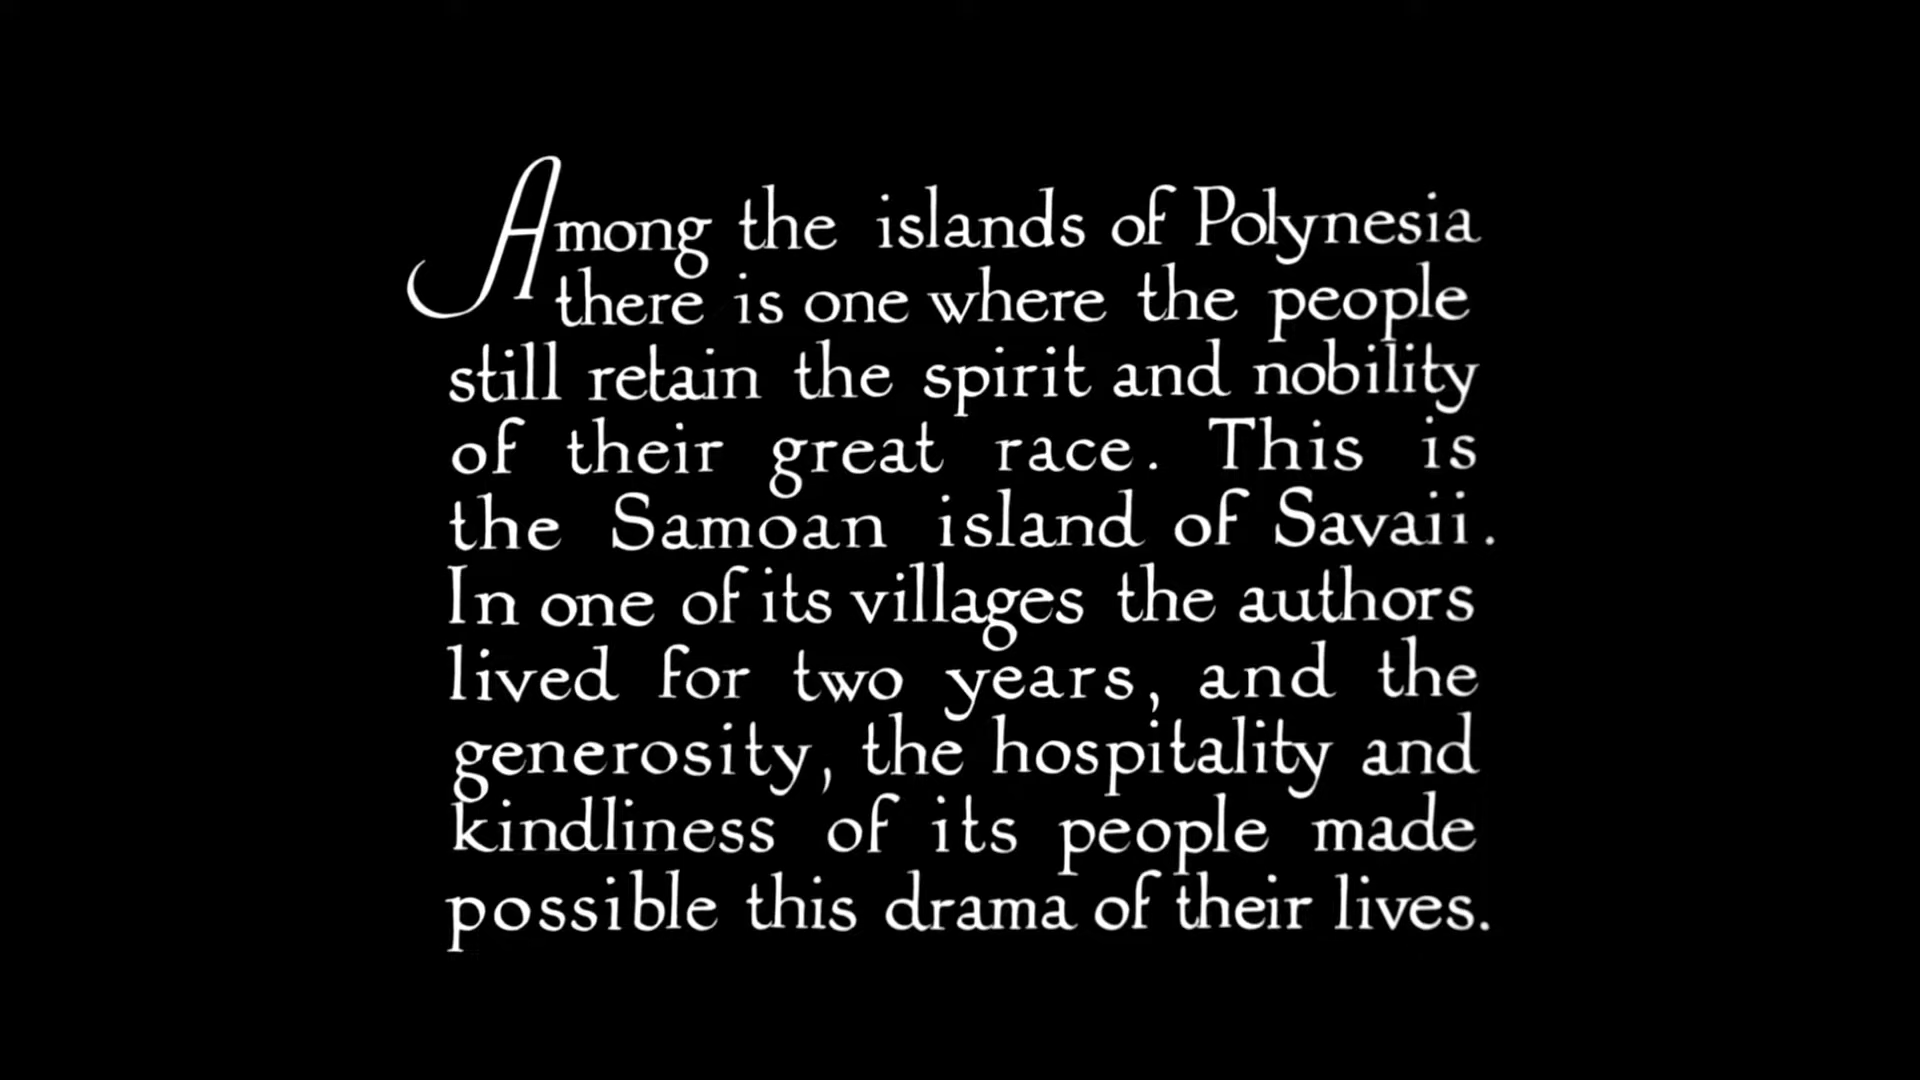 Among the islands of Polynesia
there is one where the people
still retain the spirit and nobility
of their great race. This is
the Samoan island of Savaii.
In one of its villages the authors
lived for two years, and the
generosity, the hospitality and
kindliness of its people made
possible this drama of their lives.